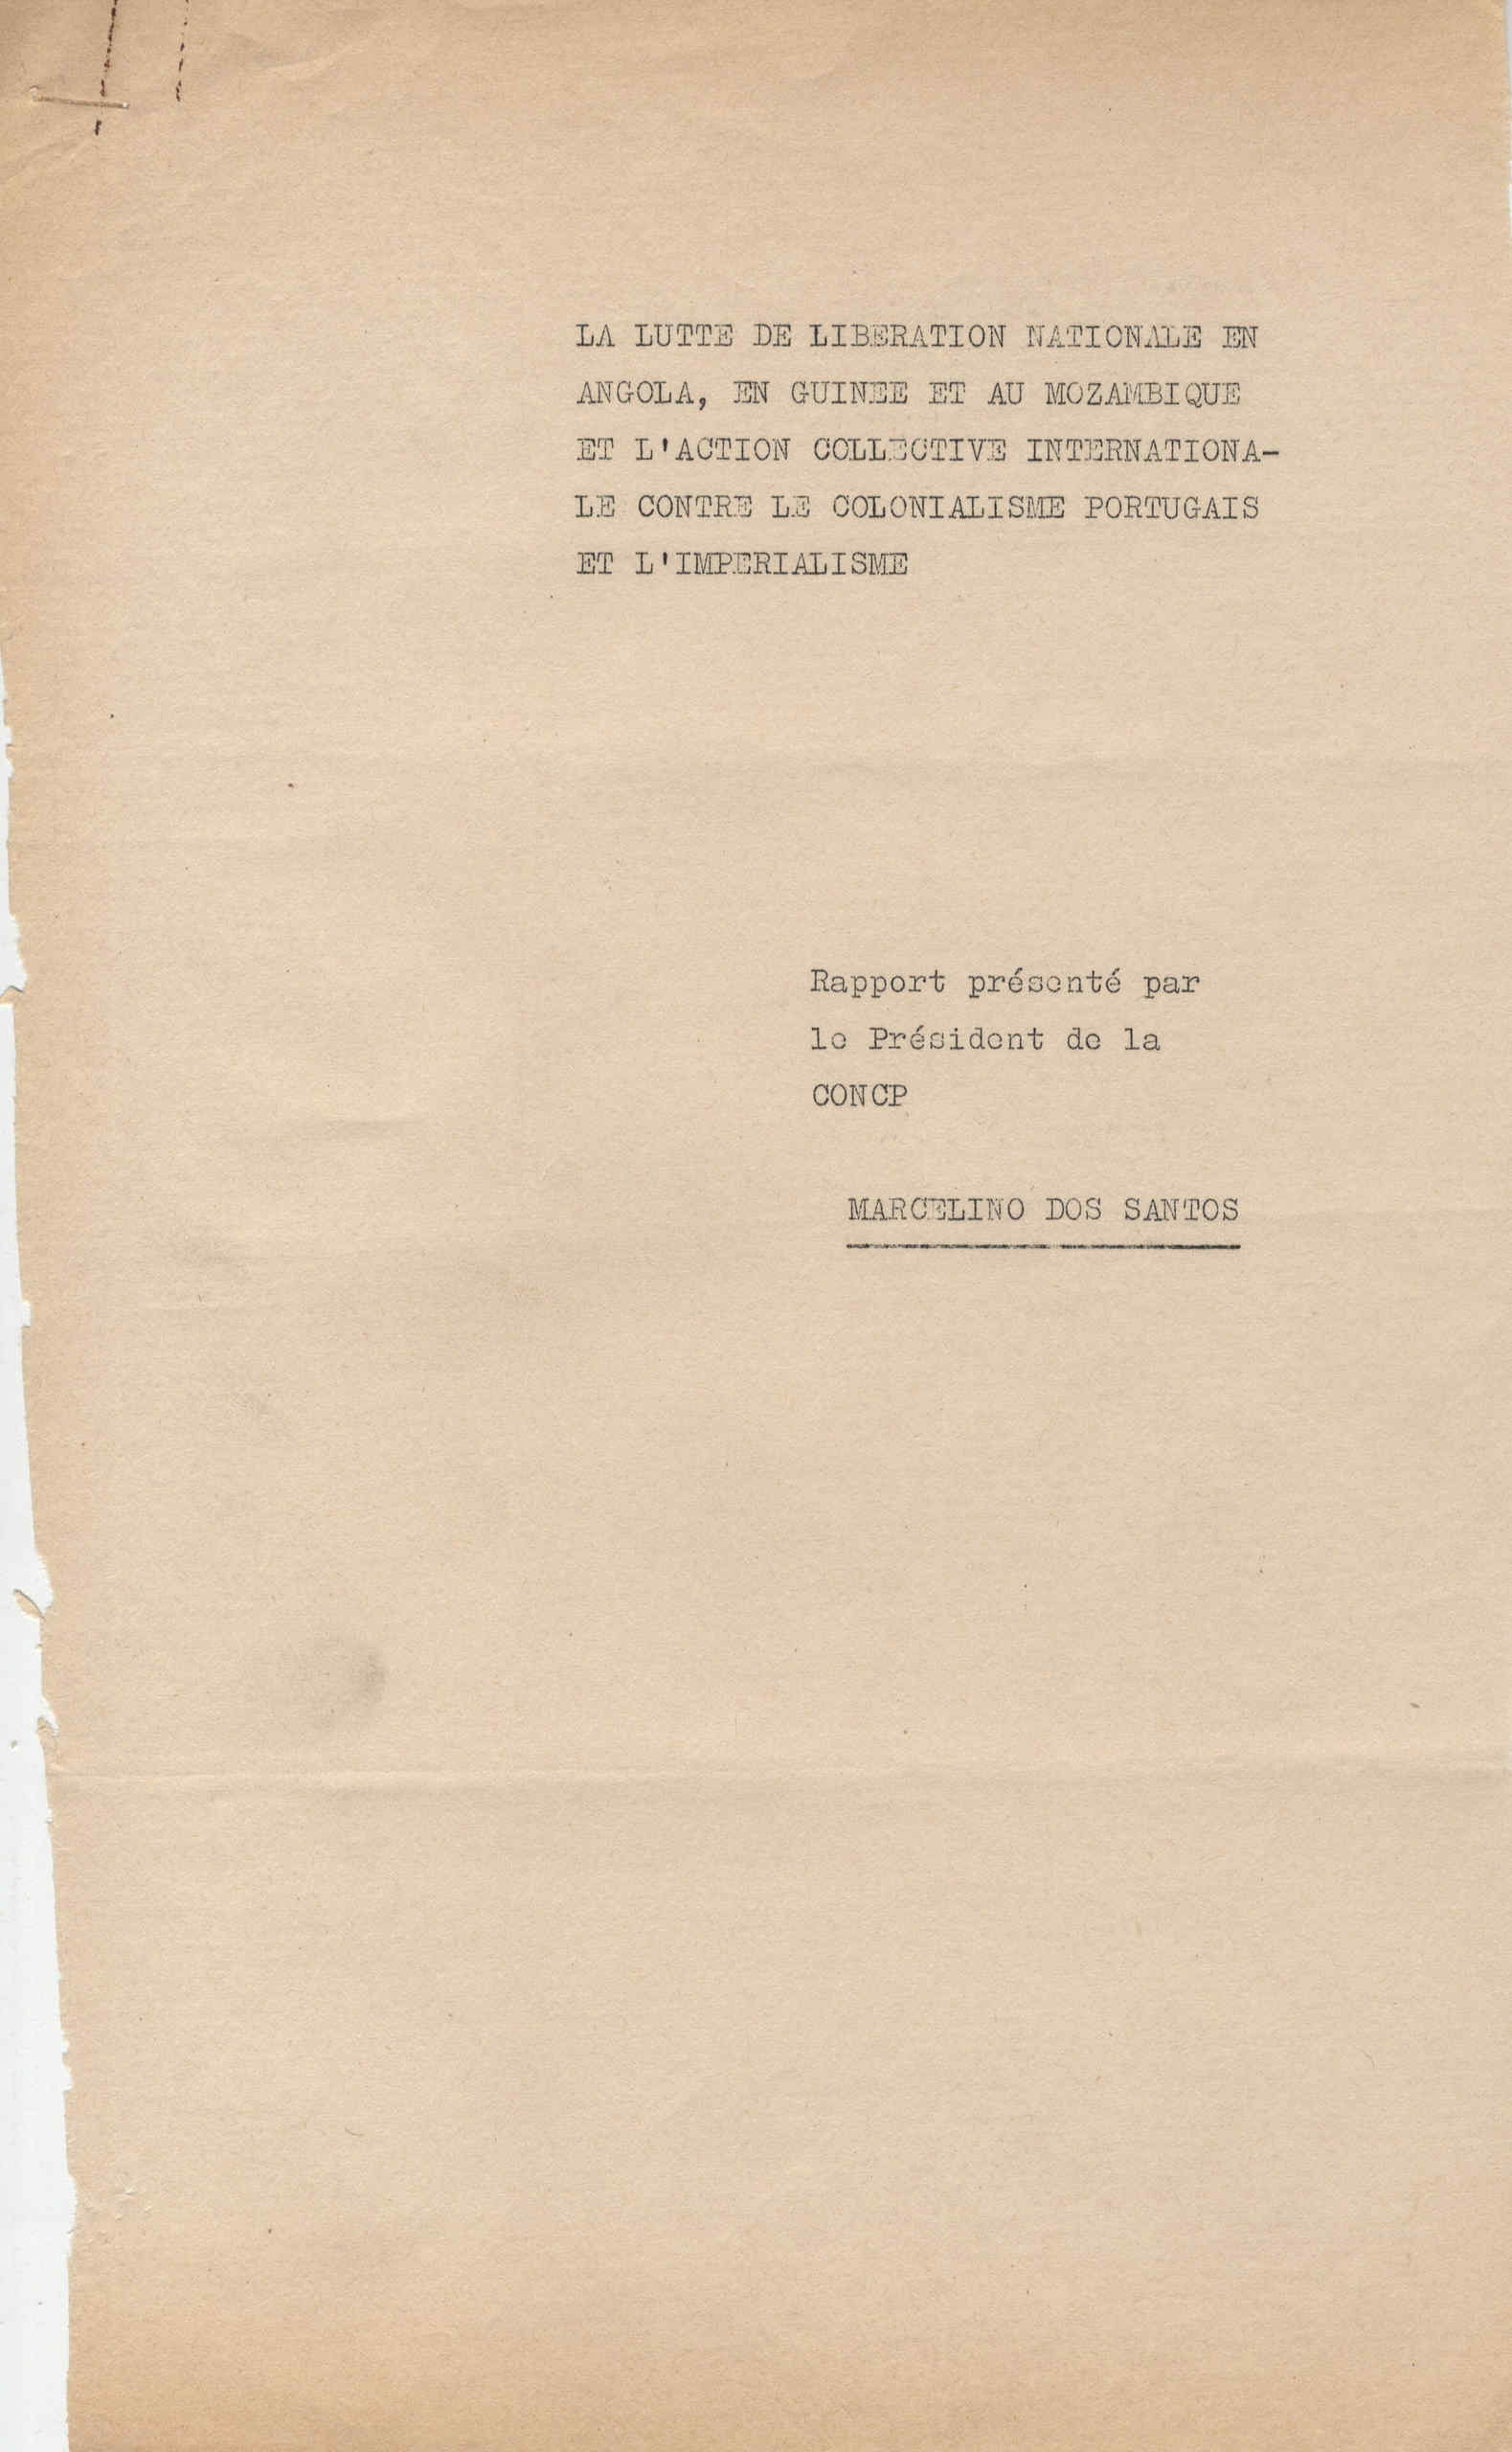 LA LUTTE DE LIBERATION NATIONALE EN
ANGOLA, EN GUINEE ET AU MOZAMBIQUE
ET L'ACTION COLLECTIVE INTERNATIONA-
LE CONTRE LE COLONIALISME PORTUGAIS
ET L'IMPERIALISME
Rapport présenté par
le Président de la
CONCP
MARCELINO DOS SANTOS